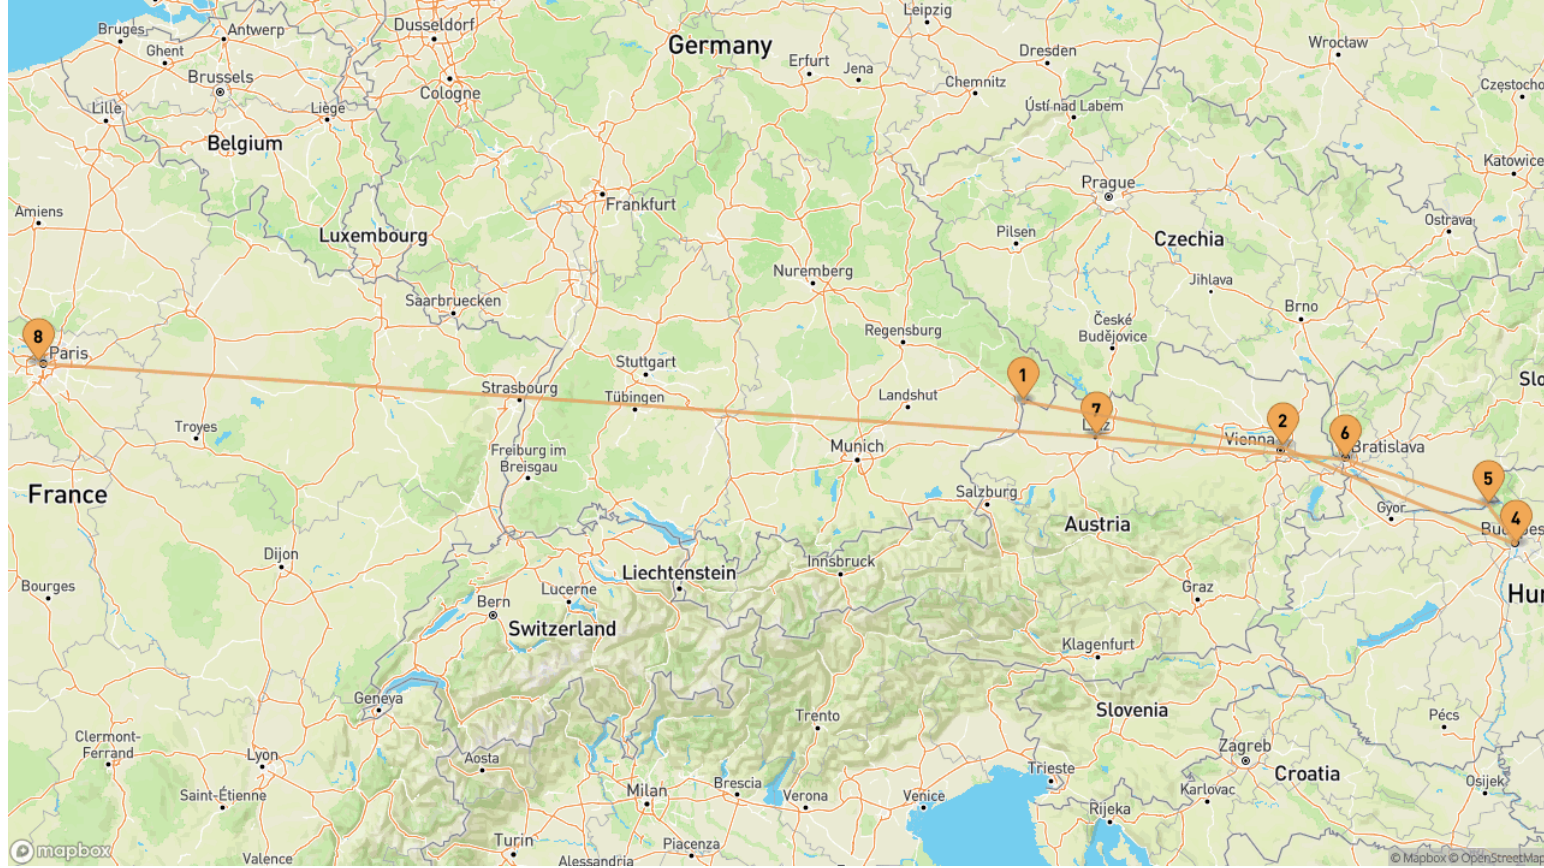 Leipzig
Bruges
Antwerp
Dusseldorf
Ghent
Germany
Wrocław
Dresden
Erfurt
Jena
Brussels
Chemnitz
Cologne
Częstocho
Lille
Liège
Ústí nad Labem
Belgium
Katowice
Prague
Frankfurt
Amiens
Ostrava
Luxembourg
Pilsen
Czechia
Nuremberg
Jihlava
Saarbruecken
Brno
České
Budějovice
8
Regensburg
Paris
Stuttgart
1
Slo
Strasbourg
Tübingen
Landshut
7
2
Troyes
6
Vienna
Bratislava
Munich
Freiburg im
Breisgau
5
France
Salzburg
Gyor
4
Austria
Dijon
Innsbruck
Liechtenstein
Bourges
Lucerne
Graz
Hun
Bern
Switzerland
Klagenfurt
Geneva
Slovenia
Trento
Pécs
Clermont-
Ferrand
Zagreb
Lyon
Aosta
Trieste
Croatia
Brescia
Osijek
Milan
Saint-Étienne
Verona
Venice
Karlovac
Rijeka
Turin
Piacenza
mapbox
Valence
Alessandria
© Mapbox © OpenStreetMap